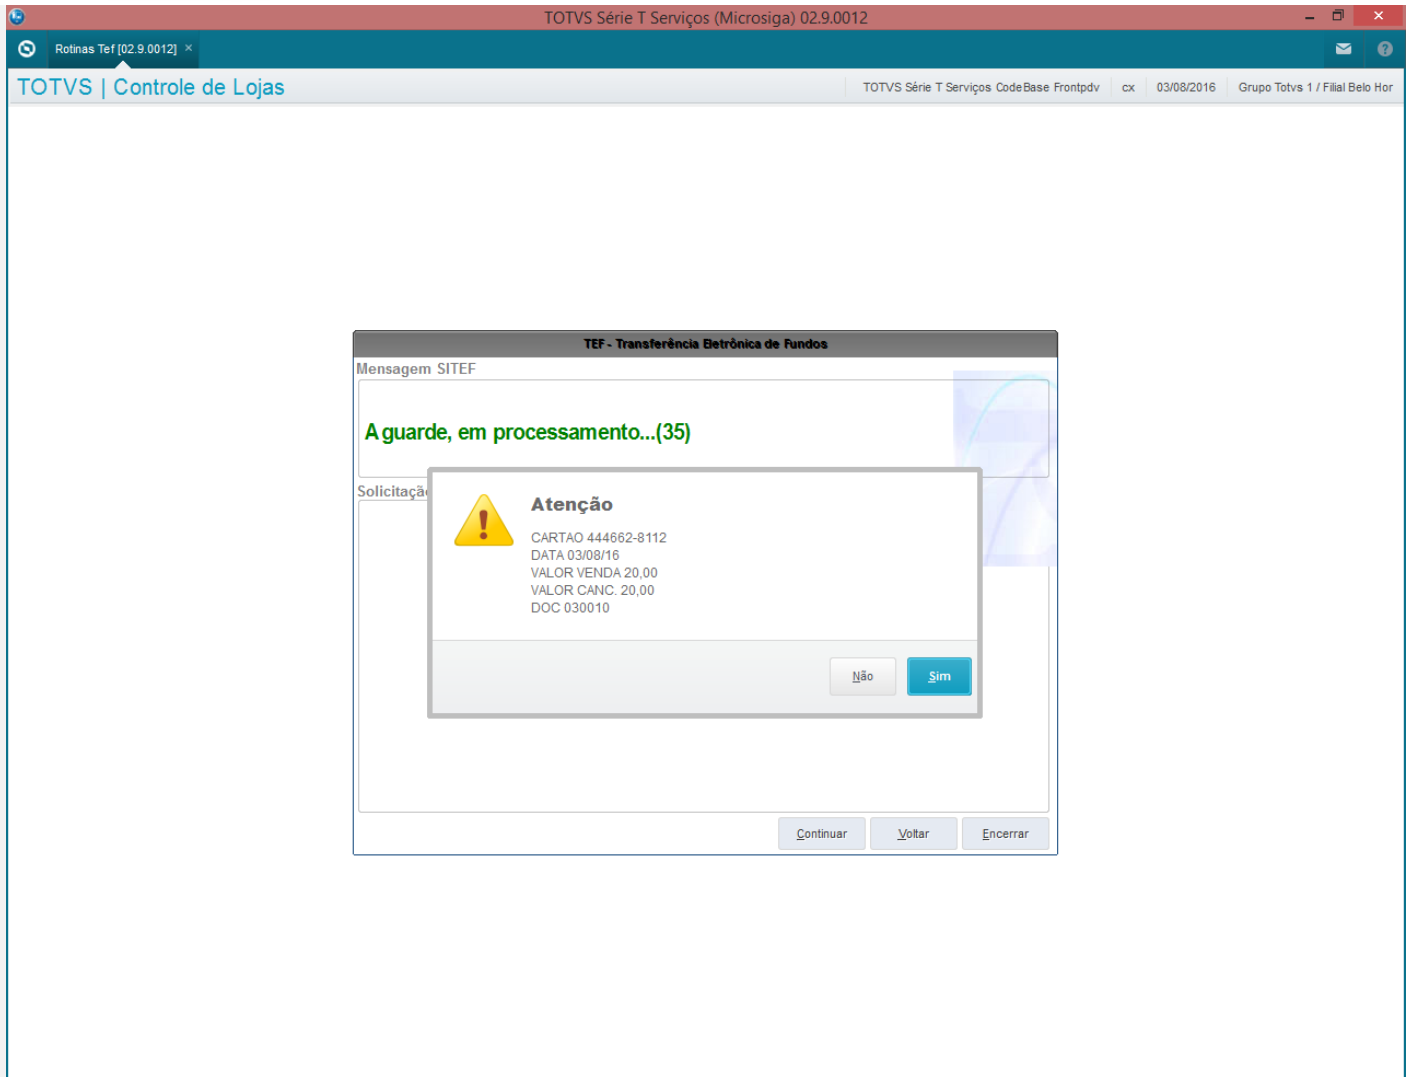 TOTVS Série T Serviços (Microsiga) 02.9.0012
Rotinas Tef [02.9.0012] ×
TOTVS | Controle de Lojas
TOTVS Série T Serviços CodeBase Frontpdv cx 03/08/2016 Grupo Totvs 1 / Filial Belo Hor
TEF - Transferência Eletrônica de Fundos
Mensagem SITEF
Aguarde, em processamento...(35)
Solicitaçã
Atenção
CARTAO 444662-8112
DATA 03/08/16
VALOR VENDA 20,00
VALOR CANC. 20,00
DOC 030010
Não Sim
Continuar Voltar Encerrar